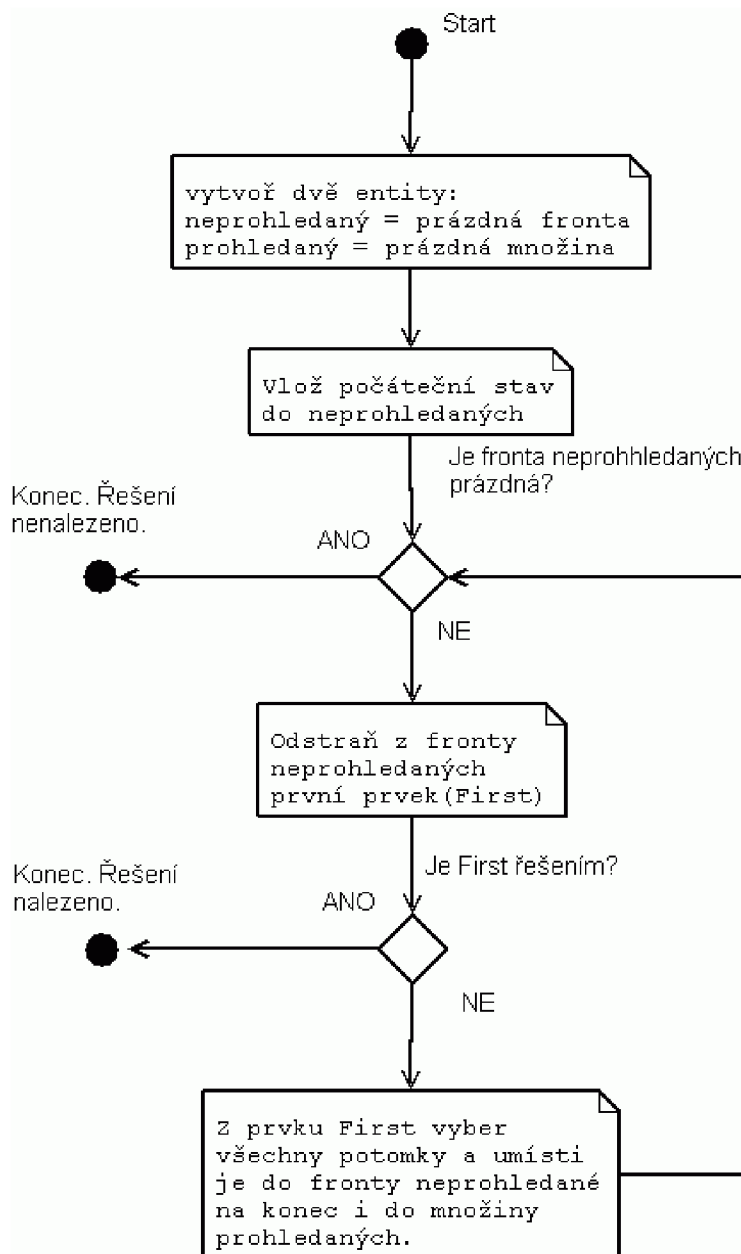 Start
vytvoř dvě entity:
neprohledaný = prázdná fronta
prohledaný = prázdná množina
Vlož počáteční stav
do neprohledaných
Je fronta neprohhledaných
prázdná?
Konec. Řešení
nenalezeno.
ANO
NE
Odstraň z fronty
neprohledaných
první prvek(First)
Je First řešením?
Konec. Řešení
nalezeno.
ANO
NE
Z prvku First vyber
všechny potomky a umísti
je do fronty neprohledané
na konec i do množiny
prohledaných.